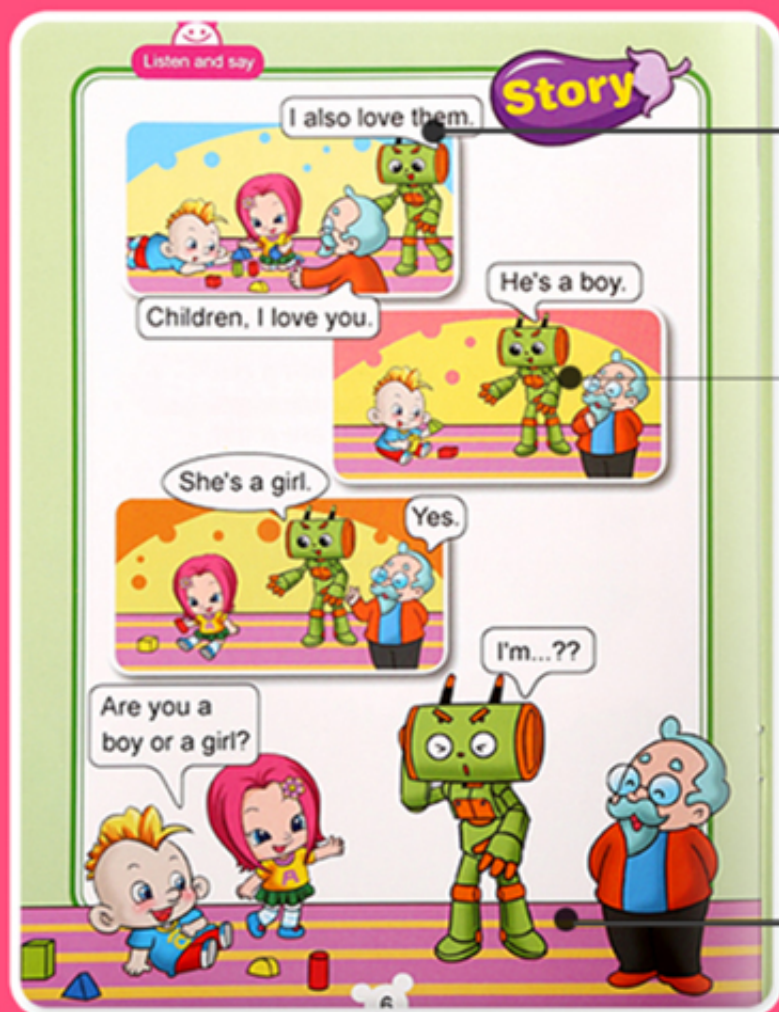 Listen and say
Story
I also love them.
Children, I love you.
He's a boy.
She's a girl.
Yes.
I'm...??
Are you a
boy or a girl?
6